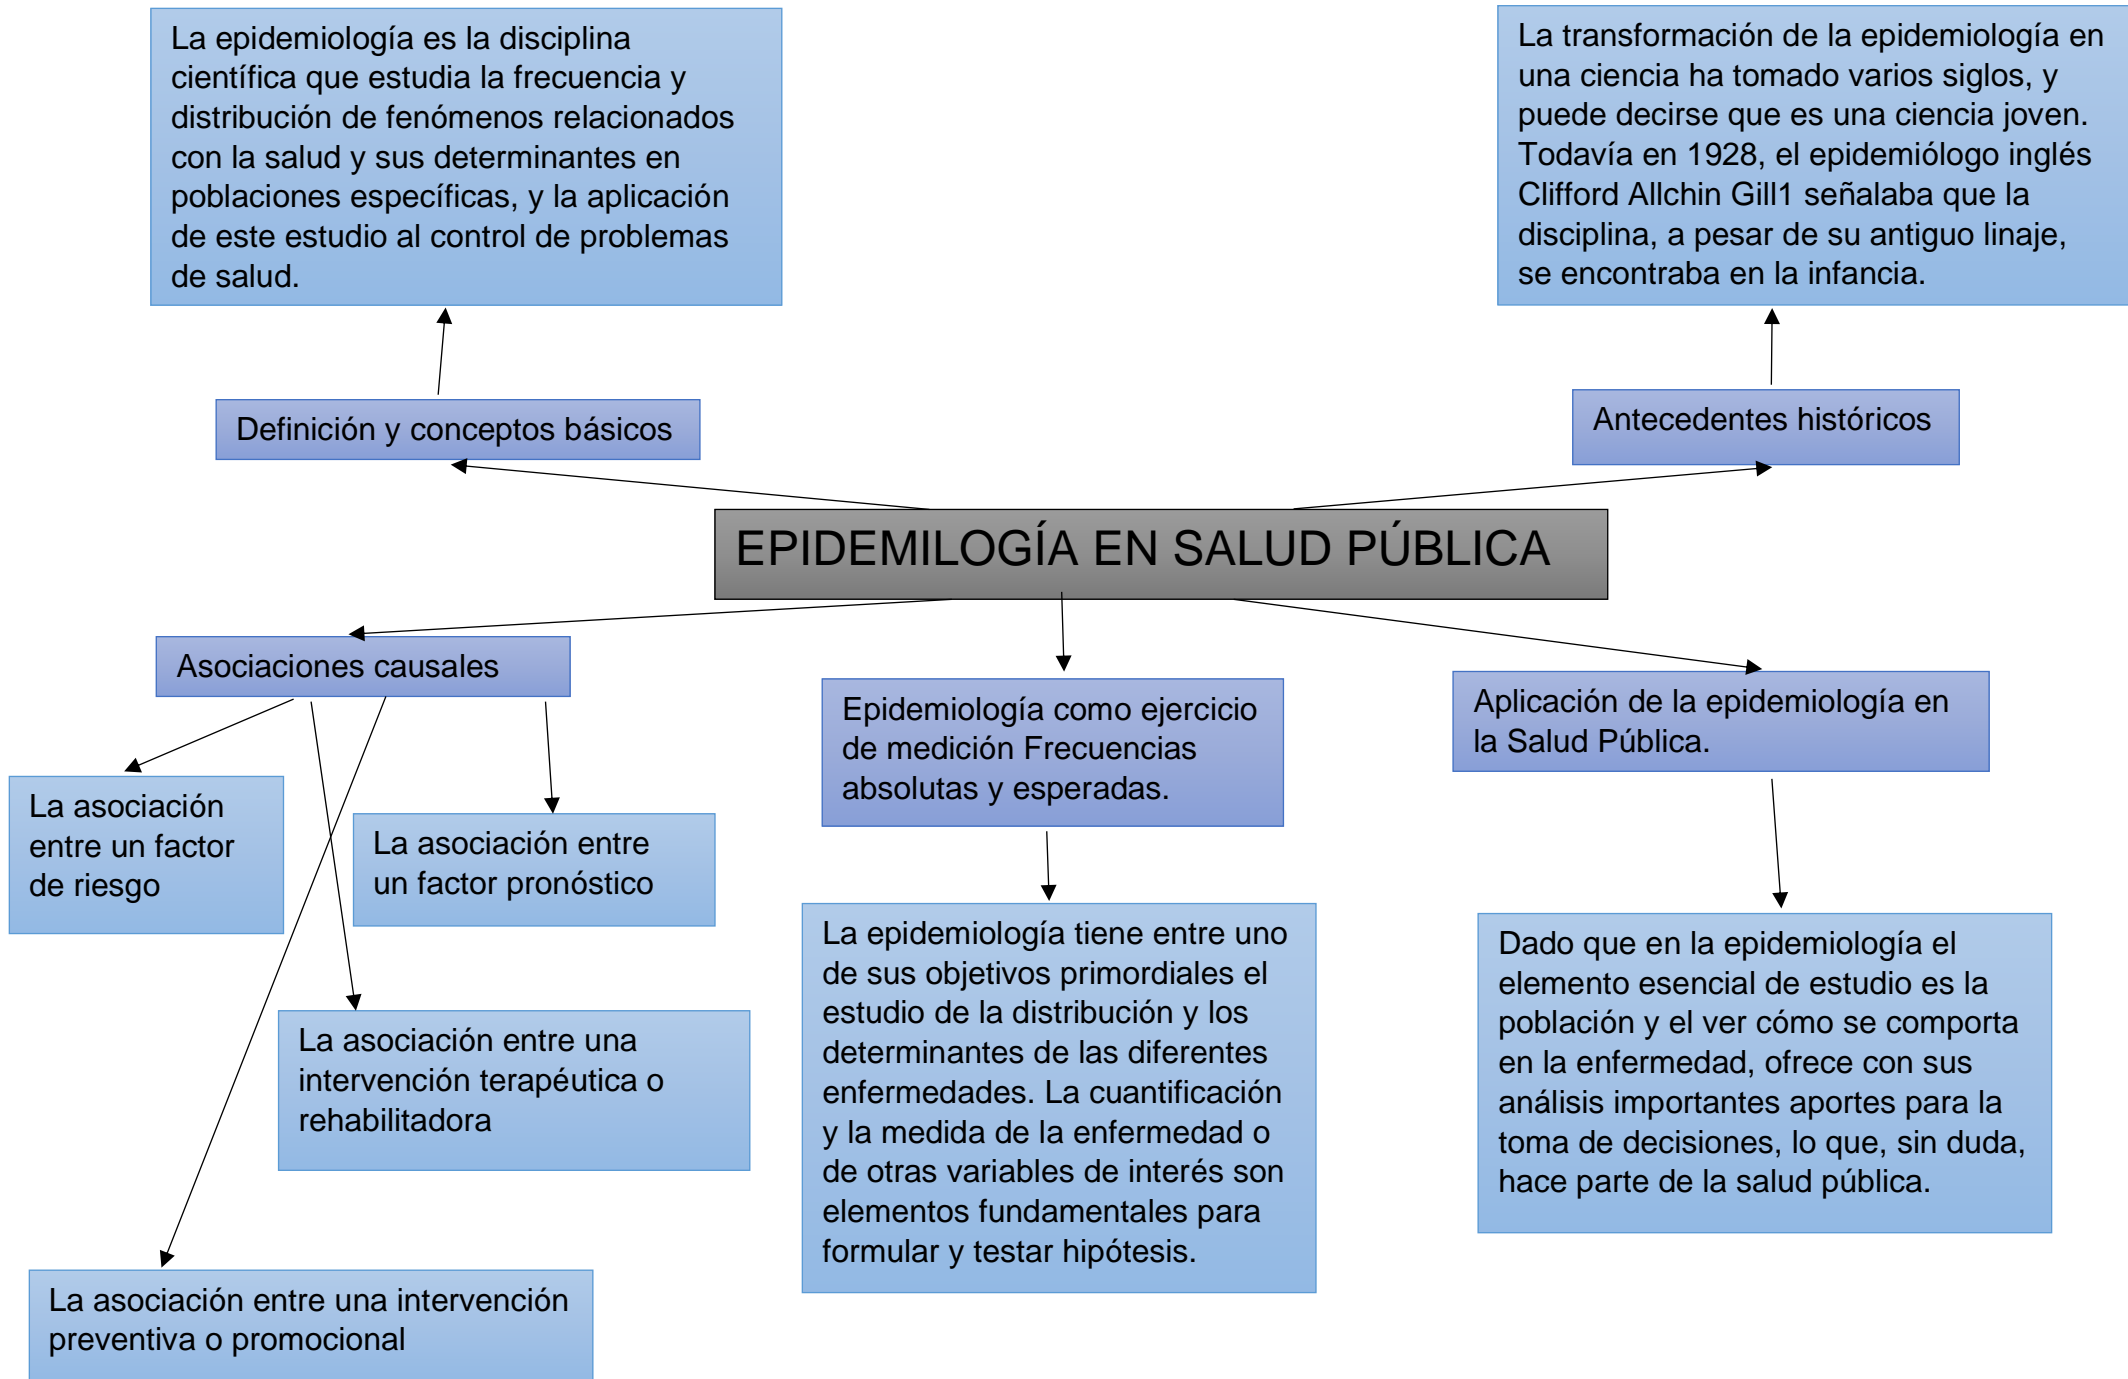 La epidemiología es la disciplina
científica que estudia la frecuencia y
distribución de fenómenos relacionados
con la salud y sus determinantes en
poblaciones específicas, y la aplicación
de este estudio al control de problemas
de salud.
La transformación de la epidemiología en
una ciencia ha tomado varios siglos, y
puede decirse que es una ciencia joven.
Todavía en 1928, el epidemiólogo inglés
Clifford Allchin Gill1 señalaba que la
disciplina, a pesar de su antiguo linaje,
se encontraba en la infancia.
Definición y conceptos básicos
Antecedentes históricos
EPIDEMILOGÍA EN SALUD PÚBLICA
Asociaciones causales
Epidemiología como ejercicio
de medición Frecuencias
absolutas y esperadas.
Aplicación de la epidemiología en
la Salud Pública.
La asociación
entre un factor
de riesgo
La asociación entre
un factor pronóstico
La asociación entre una
intervención terapéutica o
rehabilitadora
La asociación entre una intervención
preventiva o promocional
La epidemiología tiene entre uno
de sus objetivos primordiales el
estudio de la distribución y los
determinantes de las diferentes
enfermedades. La cuantificación
y la medida de la enfermedad o
de otras variables de interés son
elementos fundamentales para
formular y testar hipótesis.
Dado que en la epidemiología el
elemento esencial de estudio es la
población y el ver cómo se comporta
en la enfermedad, ofrece con sus
análisis importantes aportes para la
toma de decisiones, lo que, sin duda,
hace parte de la salud pública.